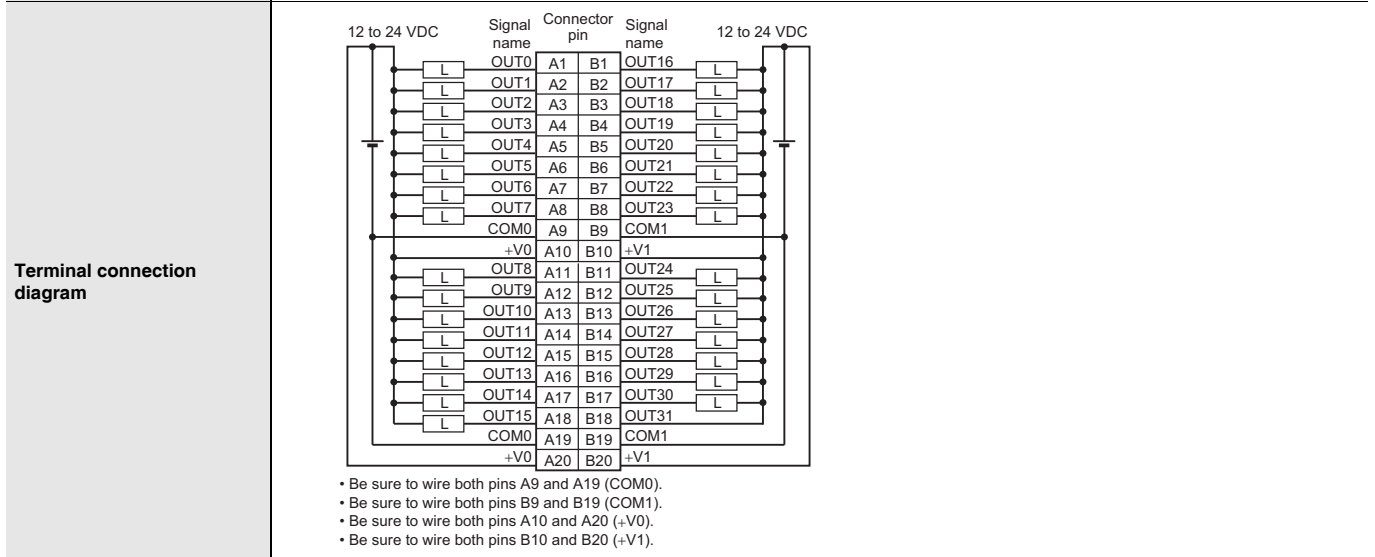 Terminal connection
diagram
12 to 24 VDC Signal name Connector pin Signal name 12 to 24 VDC
L OUT0 A1 B1 OUT16 L
L OUT1 A2 B2 OUT17 L
L OUT2 A3 B3 OUT18 L
L OUT3 A4 B4 OUT19 L
L OUT4 A5 B5 OUT20 L
L OUT5 A6 B6 OUT21 L
L OUT6 A7 B7 OUT22 L
L OUT7 A8 B8 OUT23 L
COM0 A9 B9 COM1
+V0 A10 B10 +V1
L OUT8 A11 B11 OUT24 L
L OUT9 A12 B12 OUT25 L
L OUT10 A13 B13 OUT26 L
L OUT11 A14 B14 OUT27 L
L OUT12 A15 B15 OUT28 L
L OUT13 A16 B16 OUT29 L
L OUT14 A17 B17 OUT30 L
L OUT15 A18 B18 OUT31
COM0 A19 B19 COM1
+V0 A20 B20 +V1
• Be sure to wire both pins A9 and A19 (COM0).
• Be sure to wire both pins B9 and B19 (COM1).
• Be sure to wire both pins A10 and A20 (+V0).
• Be sure to wire both pins B10 and B20 (+V1).